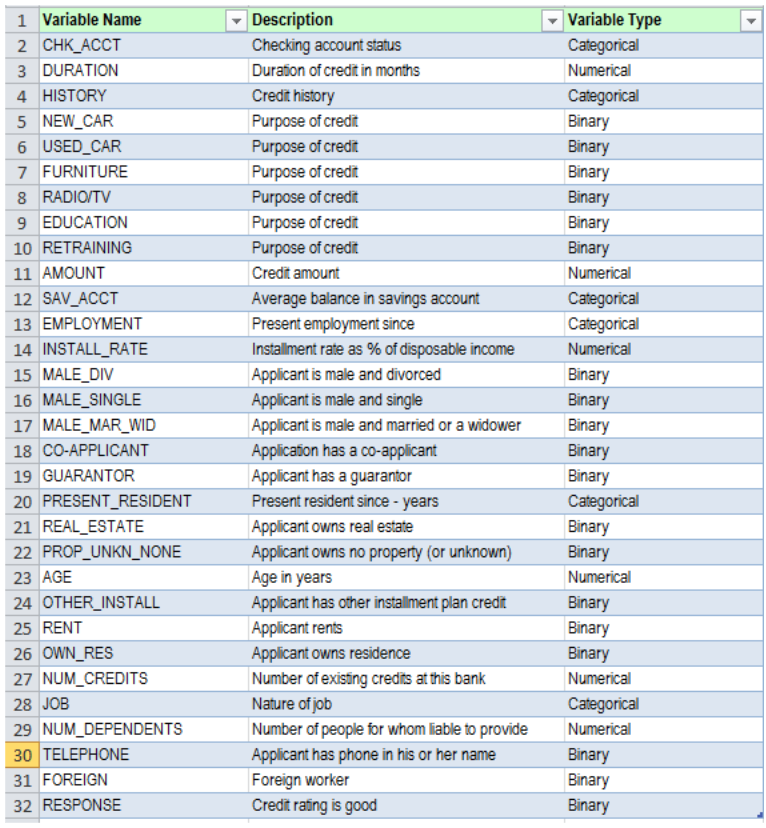 1 Variable Name Description Variable Type
2 CHK_ACCT Checking account status Categorical
3 DURATION Duration of credit in months Numerical
4 HISTORY Credit history Categorical
5 NEW_CAR Purpose of credit Binary
6 USED_CAR Purpose of credit Binary
7 FURNITURE Purpose of credit Binary
8 RADIO/TV Purpose of credit Binary
9 EDUCATION Purpose of credit Binary
10 RETRAINING Purpose of credit Binary
11 AMOUNT Credit amount Numerical
12 SAV_ACCT Average balance in savings account Categorical
13 EMPLOYMENT Present employment since Categorical
14 INSTALL_RATE Installment rate as % of disposable income Numerical
15 MALE_DIV Applicant is male and divorced Binary
16 MALE_SINGLE Applicant is male and single Binary
17 MALE_MAR_WID Applicant is male and married or a widower Binary
18 CO-APPLICANT Application has a co-applicant Binary
19 GUARANTOR Applicant has a guarantor Binary
20 PRESENT_RESIDENT Present resident since - years Categorical
21 REAL_ESTATE Applicant owns real estate Binary
22 PROP_UNKN_NONE Applicant owns no property (or unknown) Binary
23 AGE Age in years Numerical
24 OTHER_INSTALL Applicant has other installment plan credit Binary
25 RENT Applicant rents Binary
26 OWN_RES Applicant owns residence Binary
27 NUM_CREDITS Number of existing credits at this bank Numerical
28 JOB Nature of job Categorical
29 NUM_DEPENDENTS Number of people for whom liable to provide Numerical
30 TELEPHONE Applicant has phone in his or her name Binary
31 FOREIGN Foreign worker Binary
32 RESPONSE Credit rating is good Binary